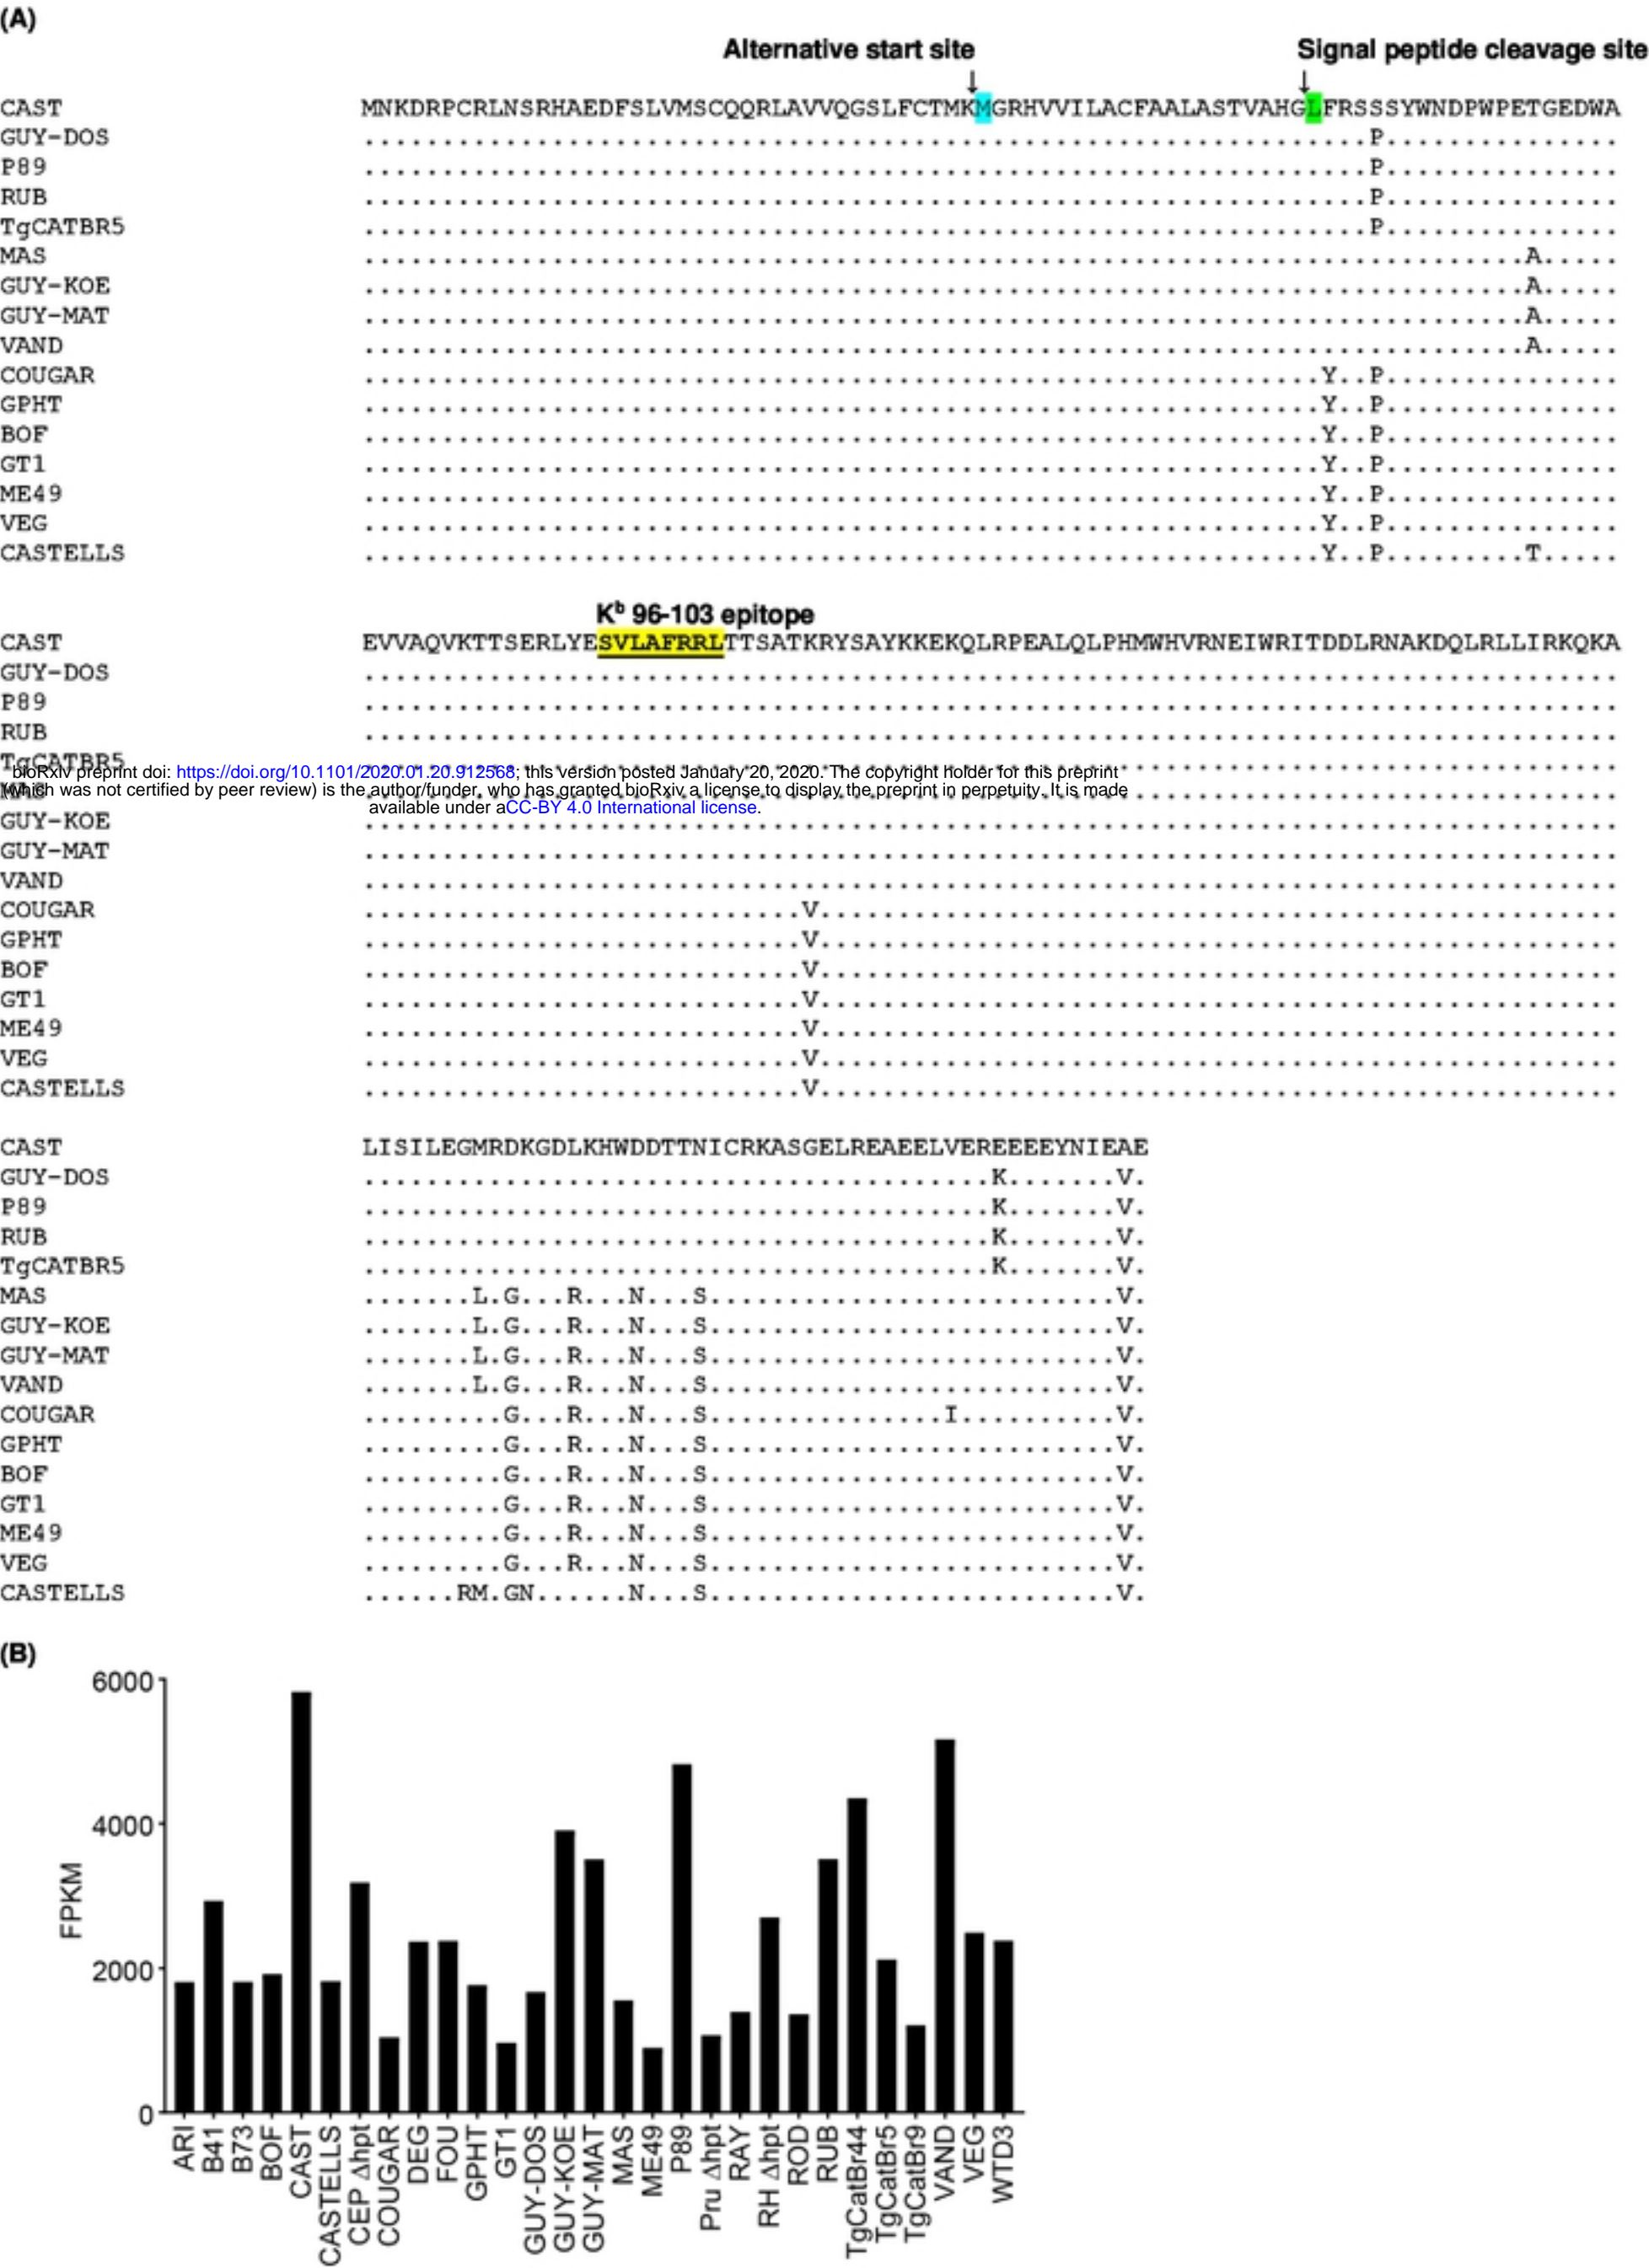 (A)
Alternative start site
Signal peptide cleavage site
CAST MNKDRPCRLNSRHAEDFSLVMSCQQRLAVVQGSLFCTMKMGRHVVILACFAALASTVAHGLFRSSSYWNDPWPETGEDWA
GUY-DOS ................................................................P...............
P89 ................................................................P...............
RUB ................................................................P...............
TgCATBR5 ................................................................P...............
MAS ..........................................................................A.....
GUY-KOE ..........................................................................A.....
GUY-MAT ..........................................................................A.....
VAND ..........................................................................A.....
COUGAR .............................................................Y..P...............
GPHT .............................................................Y..P...............
BOF .............................................................Y..P...............
GT1 .............................................................Y..P...............
ME49 .............................................................Y..P...............
VEG .............................................................Y..P...............
CASTELLS .............................................................Y..P.........T.....
Kᵇ 96-103 epitope
CAST EVVAQVKTTSERLYESVLAFRRLTTSATKRYSAYKKEKQLRPEALQLPHMWHVRNEIWRITDDLRNAKDQLRLLIRKQKA
GUY-DOS ................................................................................
P89 ................................................................................
RUB ................................................................................
TgCATBR5 ................................................................................
bioRxiv preprint doi: https://doi.org/10.1101/2020.01.20.912568; this version posted January 20, 2020. The copyright holder for this preprint
MAS ................................................................................
(which was not certified by peer review) is the author/funder, who has granted bioRxiv a license to display the preprint in perpetuity. It is made
available under aCC-BY 4.0 International license.
GUY-KOE ................................................................................
GUY-MAT ................................................................................
VAND ................................................................................
COUGAR ............................V...................................................
GPHT ............................V...................................................
BOF ............................V...................................................
GT1 ............................V...................................................
ME49 ............................V...................................................
VEG ............................V...................................................
CASTELLS ............................V...................................................
CAST LISILEGMRDKGDLKHWDDTTNICRKASGELREAEELVEREEEEYNIEAE
GUY-DOS ........................................K.......V.
P89 ........................................K.......V.
RUB ........................................K.......V.
TgCATBR5 ........................................K.......V.
MAS .......L.G...R...N...S..........................V.
GUY-KOE .......L.G...R...N...S..........................V.
GUY-MAT .......L.G...R...N...S..........................V.
VAND .......L.G...R...N...S..........................V.
COUGAR .........G...R...N...S...............I..........V.
GPHT .........G...R...N...S..........................V.
BOF .........G...R...N...S..........................V.
GT1 .........G...R...N...S..........................V.
ME49 .........G...R...N...S..........................V.
VEG .........G...R...N...S..........................V.
CASTELLS ......RM.GN......N...S..........................V.
(B)
FPKM
6000
4000
2000
0
ARI
B41
B73
BOF
CAST
CASTELLS
CEP Δhpt
COUGAR
DEG
FOU
GPHT
GT1
GUY-DOS
GUY-KOE
GUY-MAT
MAS
ME49
P89
Pru Δhpt
RAY
RH Δhpt
ROD
RUB
TgCatBr44
TgCatBr5
TgCatBr9
VAND
VEG
WTD3